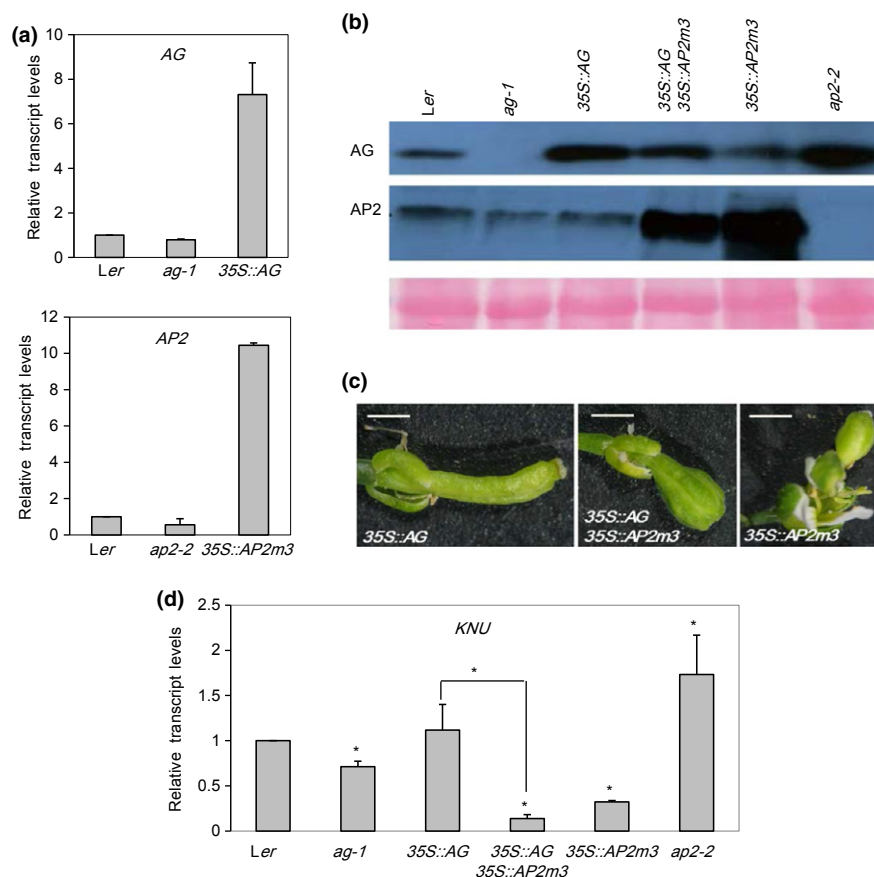 (a)
AG
Relative transcript levels
10
8
6
4
2
0
Ler
ag-1
35S::AG
AP2
Relative transcript levels
12
10
8
6
4
2
0
Ler
ap2-2
35S::AP2m3
(b)
Ler
ag-1
35S::AG
35S::AG
35S::AP2m3
35S::AP2m3
ap2-2
AG
AP2
(c)
35S::AG
35S::AG
35S::AP2m3
35S::AP2m3
(d)
KNU
Relative transcript levels
2.5
2
1.5
1
0.5
0
*
*
*
*
*
Ler
ag-1
35S::AG
35S::AG
35S::AP2m3
35S::AP2m3
ap2-2